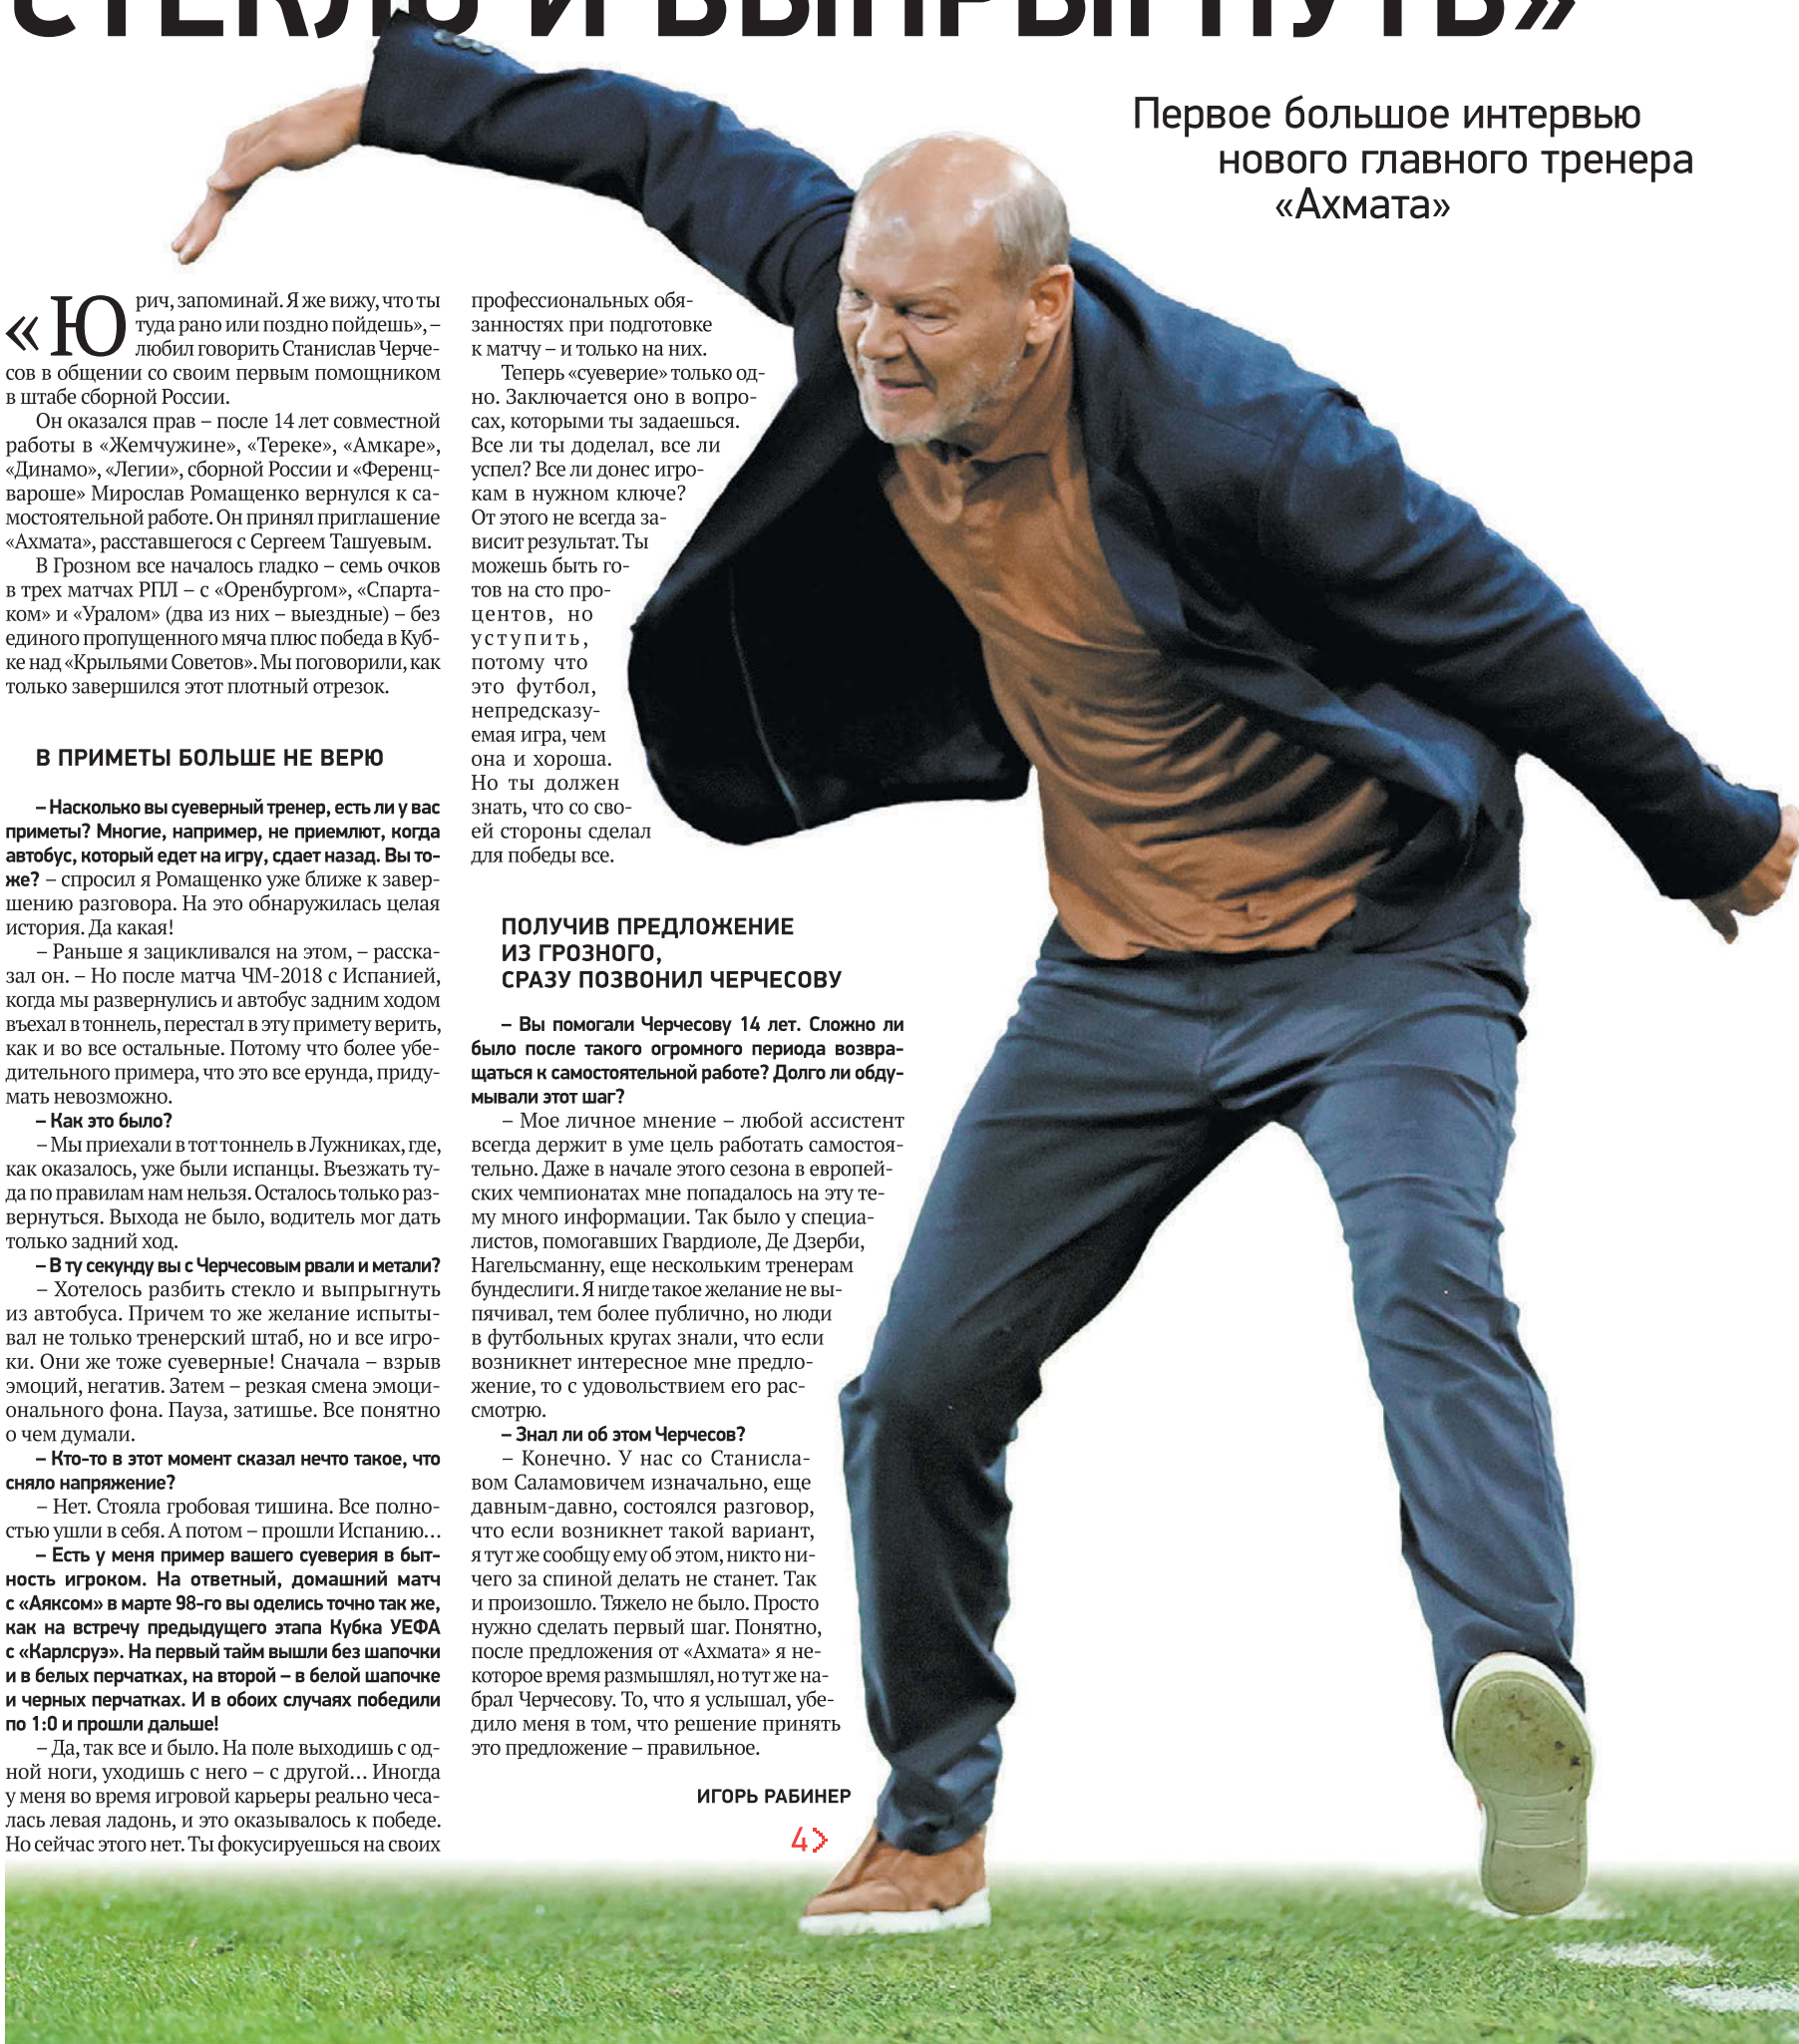 СТЕКЛО И ВЫПРЫГНУТЬ»
Первое большое интервью
нового главного тренера
«Ахмата»
«Юрич, запоминай. Я же вижу, что ты
туда рано или поздно пойдешь», –
любил говорить Станислав Черче-
сов в общении со своим первым помощником
в штабе сборной России.
Он оказался прав – после 14 лет совместной
работы в «Жемчужине», «Тереке», «Амкаре»,
«Динамо», «Легии», сборной России и «Ференц-
вароше» Мирослав Ромащенко вернулся к са-
мостоятельной работе. Он принял приглашение
«Ахмата», расставшегося с Сергеем Ташуевым.
В Грозном все началось гладко – семь очков
в трех матчах РПЛ – с «Оренбургом», «Спарта-
ком» и «Уралом» (два из них – выездные) – без
единого пропущенного мяча плюс победа в Куб-
ке над «Крыльями Советов». Мы поговорили, как
только завершился этот плотный отрезок.
В ПРИМЕТЫ БОЛЬШЕ НЕ ВЕРЮ
– Насколько вы суеверный тренер, есть ли у вас
приметы? Многие, например, не приемлют, когда
автобус, который едет на игру, сдает назад. Вы то-
же? – спросил я Ромащенко уже ближе к завер-
шению разговора. На это обнаружилась целая
история. Да какая!
– Раньше я зацикливался на этом, – расска-
зал он. – Но после матча ЧМ-2018 с Испанией,
когда мы развернулись и автобус задним ходом
въехал в тоннель, перестал в эту примету верить,
как и во все остальные. Потому что более убе-
дительного примера, что это все ерунда, приду-
мать невозможно.
– Как это было?
– Мы приехали в тот тоннель в Лужниках, где,
как оказалось, уже были испанцы. Въезжать ту-
да по правилам нам нельзя. Осталось только раз-
вернуться. Выхода не было, водитель мог дать
только задний ход.
– В ту секунду вы с Черчесовым рвали и метали?
– Хотелось разбить стекло и выпрыгнуть
из автобуса. Причем то же желание испыты-
вал не только тренерский штаб, но и все игро-
ки. Они же тоже суеверные! Сначала – взрыв
эмоций, негатив. Затем – резкая смена эмоци-
онального фона. Пауза, затишье. Все понятно
о чем думали.
– Кто-то в этот момент сказал нечто такое, что
сняло напряжение?
– Нет. Стояла гробовая тишина. Все полно-
стью ушли в себя. А потом – прошли Испанию...
– Есть у меня пример вашего суеверия в быт-
ность игроком. На ответный, домашний матч
с «Аяксом» в марте 98-го вы оделись точно так же,
как на встречу предыдущего этапа Кубка УЕФА
с «Карлсруэ». На первый тайм вышли без шапочки
и в белых перчатках, на второй – в белой шапочке
и черных перчатках. И в обоих случаях победили
по 1:0 и прошли дальше!
– Да, так все и было. На поле выходишь с од-
ной ноги, уходишь с него – с другой... Иногда
у меня во время игровой карьеры реально чеса-
лась левая ладонь, и это оказывалось к победе.
Но сейчас этого нет. Ты фокусируешься на своих
профессиональных обя-
занностях при подготовке
к матчу – и только на них.
Теперь «суеверие» только од-
но. Заключается оно в вопро-
сах, которыми ты задаешься.
Все ли ты доделал, все ли
успел? Все ли донес игро-
кам в нужном ключе?
От этого не всегда за-
висит результат. Ты
можешь быть го-
тов на сто про-
центов, но
уступить,
потому что
это футбол,
непредсказу-
емая игра, чем
она и хороша.
Но ты должен
знать, что со сво-
ей стороны сделал
для победы все.
ПОЛУЧИВ ПРЕДЛОЖЕНИЕ
ИЗ ГРОЗНОГО,
СРАЗУ ПОЗВОНИЛ ЧЕРЧЕСОВУ
– Вы помогали Черчесову 14 лет. Сложно ли
было после такого огромного периода возвра-
щаться к самостоятельной работе? Долго ли обду-
мывали этот шаг?
– Мое личное мнение – любой ассистент
всегда держит в уме цель работать самостоя-
тельно. Даже в начале этого сезона в европей-
ских чемпионатах мне попадалось на эту те-
му много информации. Так было у специа-
листов, помогавших Гвардиоле, Де Дзерби,
Нагельсманну, еще нескольким тренерам
бундеслиги. Я нигде такое желание не вы-
пячивал, тем более публично, но люди
в футбольных кругах знали, что если
возникнет интересное мне предло-
жение, то с удовольствием его рас-
смотрю.
– Знал ли об этом Черчесов?
– Конечно. У нас со Станисла-
вом Саламовичем изначально, еще
давным-давно, состоялся разговор,
что если возникнет такой вариант,
я тут же сообщу ему об этом, никто ни-
чего за спиной делать не станет. Так
и произошло. Тяжело не было. Просто
нужно сделать первый шаг. Понятно,
после предложения от «Ахмата» я не-
которое время размышлял, но тут же на-
брал Черчесову. То, что я услышал, убе-
дило меня в том, что решение принять
это предложение – правильное.
ИГОРЬ РАБИНЕР
4